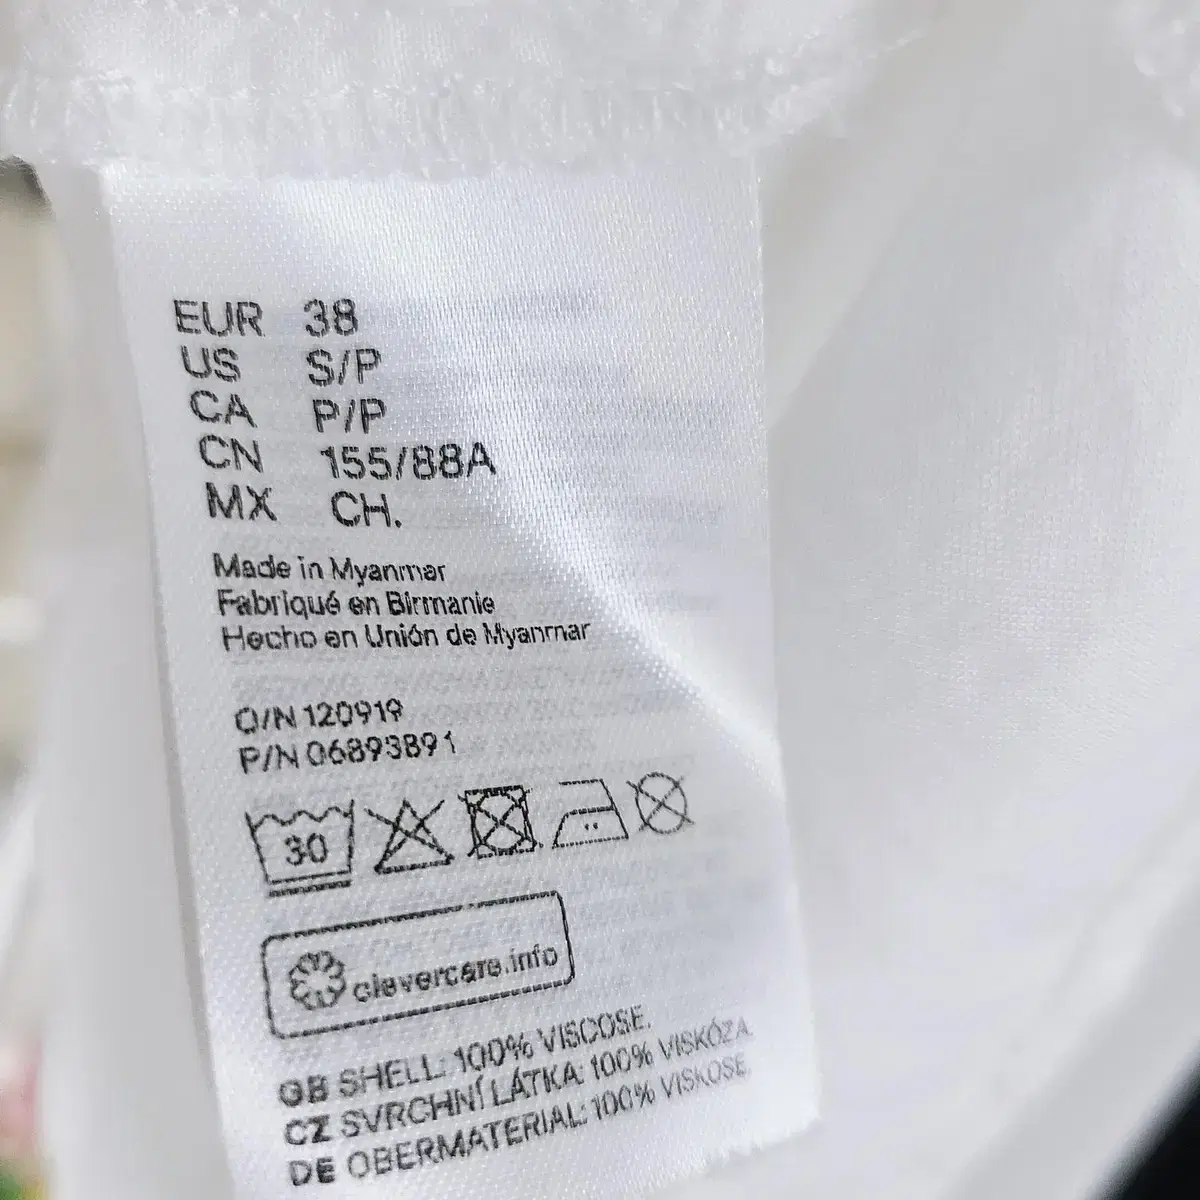 EUR 38
US S/P
CA P/P
CN 155/88A
MX CH.
Made in Myanmar
Fabriqué en Birmanie
Hecho en Unión de Myanmar
O/N 120919
P/N 06893891
30
clevercare.info
GB SHELL: 100% VISCOSE.
CZ SVRCHNÍ LÁTKA: 100% VISKÓZA.
DE OBERMATERIAL: 100% VISKOSE.